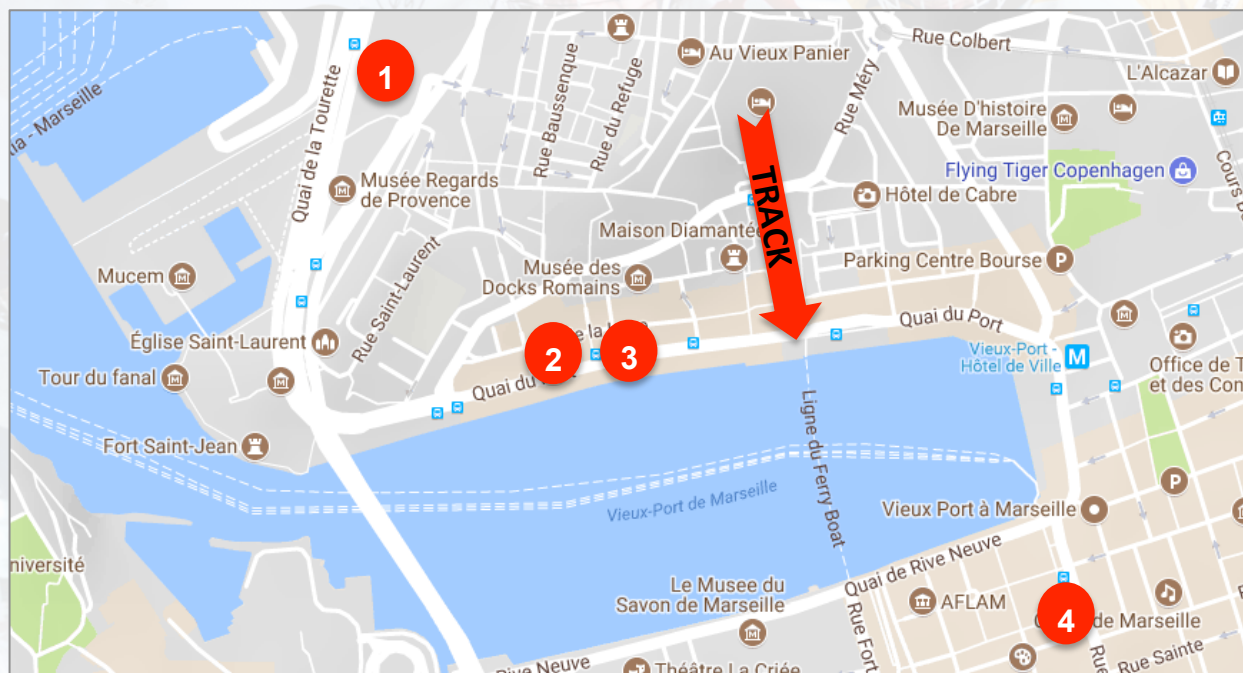 Rue Colbert
Au Vieux Panier
L'Alcazar
1
Rue Baussenque
Rue du Refuge
Rue Méry
Musée D'histoire
De Marseille
ia - Marseille
Quai de la Tourette
Cours
Flying Tiger Copenhagen
Musée Regards
de Provence
TRACK
Hôtel de Cabre
Maison Diamantée
Rue Saint-Laurent
Parking Centre Bourse
P
Mucem
Musée des
Docks Romains
Quai du Port
e la
Église Saint-Laurent
2
3
Vieux-Port -
Hôtel de Ville
M
Office de T
et des Con
Tour du fanal
Quai du
Ligne du Ferry Boat
Fort Saint-Jean
P
Vieux-Port de Marseille
Vieux Port à Marseille
niversité
Quai de Rive Neuve
Le Musee du
Savon de Marseille
AFLAM
4
de Marseille
Rue Fort
Rue
Rue Sainte
Rive Neuve
Théâtre La Criée